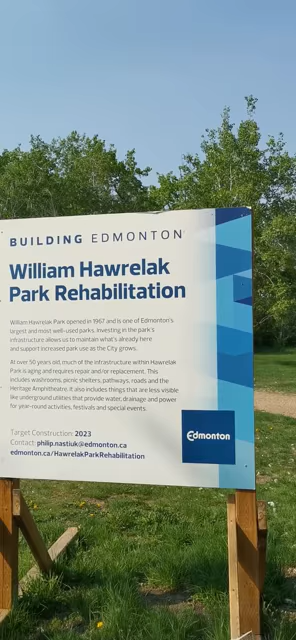 BUILDING EDMONTON
William Hawrelak
Park Rehabilitation
William Hawrelak Park opened in 1967 and is one of Edmonton's
largest and most well-used parks. Investing in the park's
infrastructure allows us to maintain what's already here
and support increased park use as the City grows.
At over 50 years old, much of the infrastructure within Hawrelak
Park is aging and requires repair and/or replacement. This
includes washrooms, picnic shelters, pathways, roads and the
Heritage Amphitheatre. It also includes things that are less visible
like underground utilities that provide water, drainage and power
for year-round activities, festivals and special events.
Target Construction: 2023
Contact: philip.nastiuk@edmonton.ca
edmonton.ca/HawrelakParkRehabilitation
Edmonton